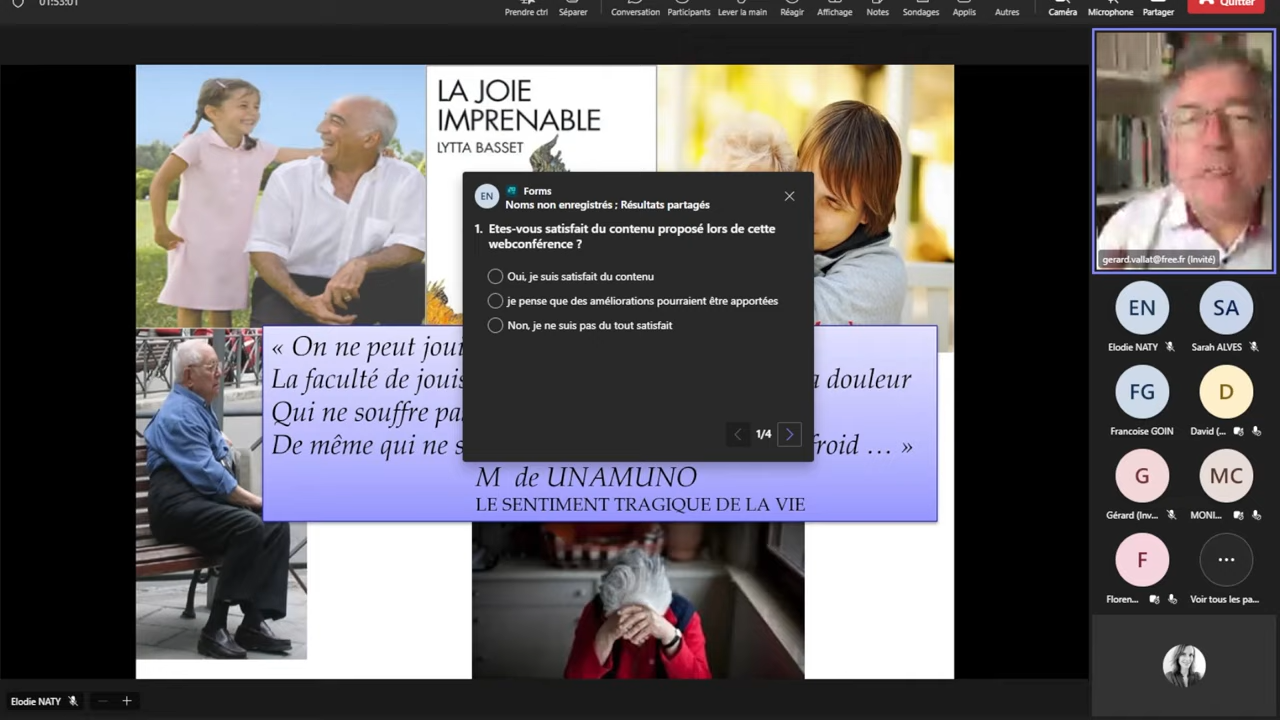 01:53:01
Prendre ctrl
Séparer
Conversation
Participants
Lever la main
Réagir
Affichage
Notes
Sondages
Applis
Autres
Caméra
Microphone
Partager
Quitter
LA JOIE
IMPRENABLE
LYTTA BASSET
EN
Forms
Noms non enregistrés ; Résultats partagés
1. Etes-vous satisfait du contenu proposé lors de cette
webconférence ?
Oui, je suis satisfait du contenu
je pense que des améliorations pourraient être apportées
Non, je ne suis pas du tout satisfait
1/4
« On ne peut joui
La faculté de jouis
douleur
Qui ne souffre pa
De même qui ne s
froid … »
M de UNAMUNO
LE SENTIMENT TRAGIQUE DE LA VIE
gerard.vallat@free.fr (Invité)
EN
SA
Elodie NATY
Sarah ALVES
FG
D
Francoise GOIN
David (...
G
MC
Gérard (Inv...
MONI...
F
...
Floren...
Voir tous les pa...
Elodie NATY